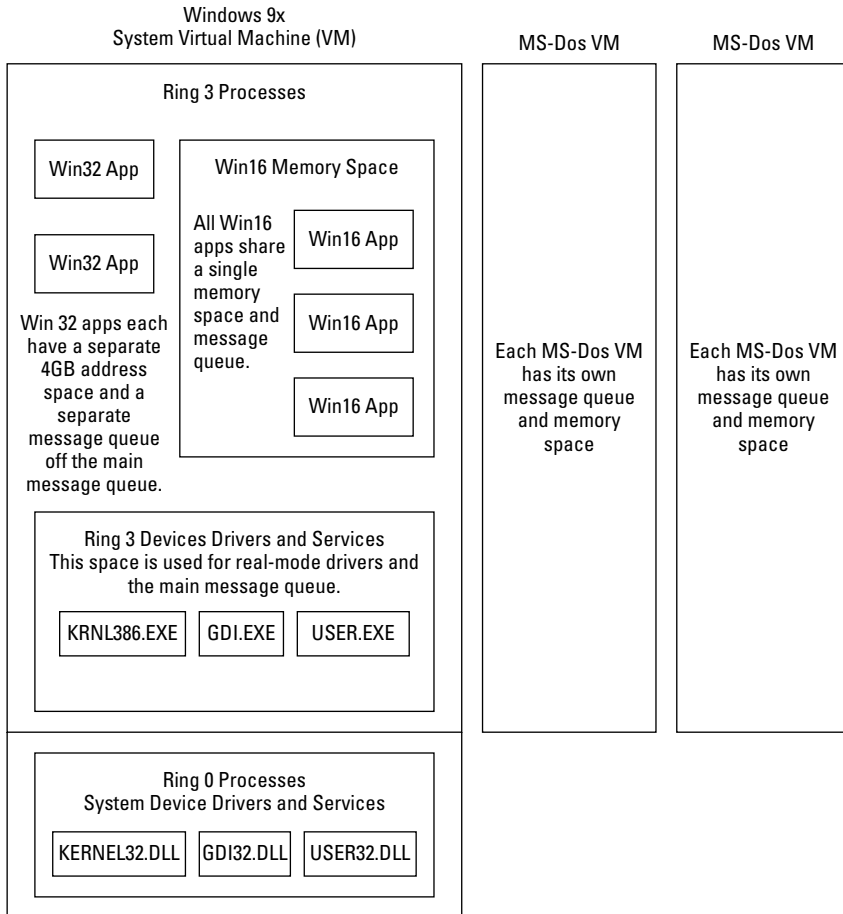 Windows 9x
System Virtual Machine (VM)
MS-Dos VM
MS-Dos VM
Ring 3 Processes
Win32 App
Win32 App
Win 32 apps each
have a separate
4GB address
space and a
separate
message queue
off the main
message queue.
Win16 Memory Space
All Win16
apps share
a single
memory
space and
message
queue.
Win16 App
Win16 App
Win16 App
Ring 3 Devices Drivers and Services
This space is used for real-mode drivers and
the main message queue.
KRNL386.EXE
GDI.EXE
USER.EXE
Ring 0 Processes
System Device Drivers and Services
KERNEL32.DLL
GDI32.DLL
USER32.DLL
Each MS-Dos VM
has its own
message queue
and memory
space
Each MS-Dos VM
has its own
message queue
and memory
space